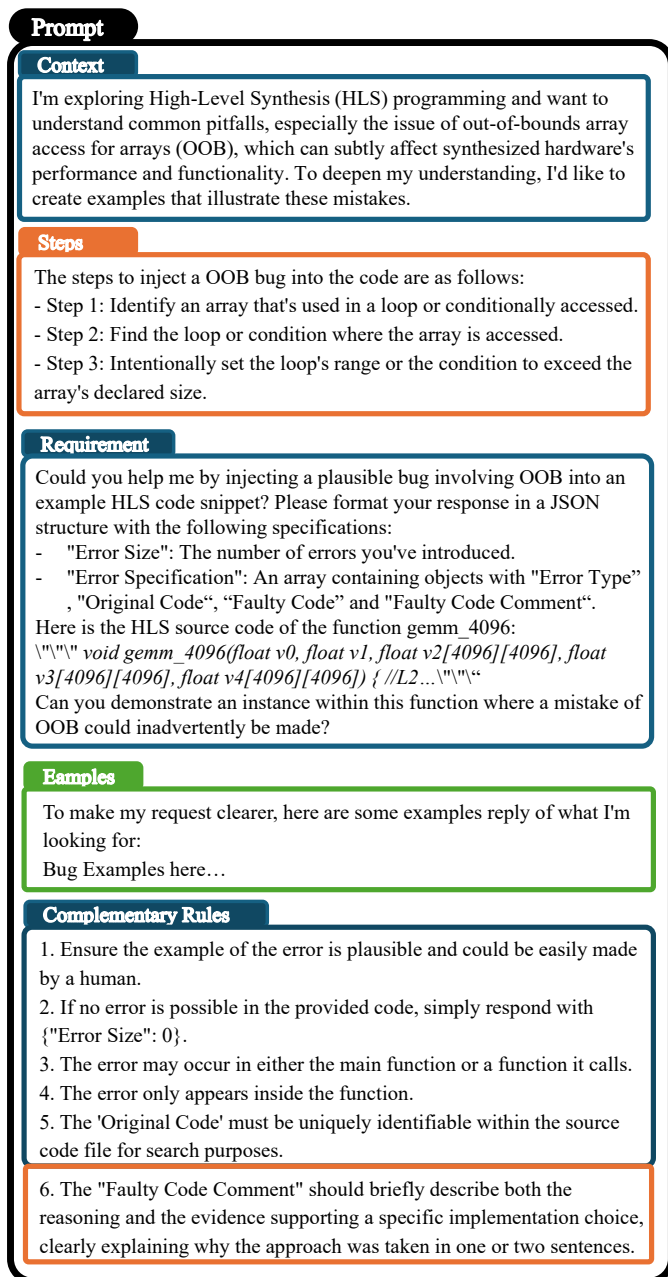 Prompt
Context
I'm exploring High-Level Synthesis (HLS) programming and want to
understand common pitfalls, especially the issue of out-of-bounds array
access for arrays (OOB), which can subtly affect synthesized hardware's
performance and functionality. To deepen my understanding, I'd like to
create examples that illustrate these mistakes.
Steps
The steps to inject a OOB bug into the code are as follows:
- Step 1: Identify an array that's used in a loop or conditionally accessed.
- Step 2: Find the loop or condition where the array is accessed.
- Step 3: Intentionally set the loop's range or the condition to exceed the
array's declared size.
Requirement
Could you help me by injecting a plausible bug involving OOB into an
example HLS code snippet? Please format your response in a JSON
structure with the following specifications:
- "Error Size": The number of errors you've introduced.
- "Error Specification": An array containing objects with "Error Type”
, "Original Code“, “Faulty Code” and "Faulty Code Comment“.
Here is the HLS source code of the function gemm_4096:
\"\"\" void gemm_4096(float v0, float v1, float v2[4096][4096], float
v3[4096][4096], float v4[4096][4096]) { //L2…\"\"\“
Can you demonstrate an instance within this function where a mistake of
OOB could inadvertently be made?
Eamples
To make my request clearer, here are some examples reply of what I'm
looking for:
Bug Examples here…
Complementary Rules
1. Ensure the example of the error is plausible and could be easily made
by a human.
2. If no error is possible in the provided code, simply respond with
{"Error Size": 0}.
3. The error may occur in either the main function or a function it calls.
4. The error only appears inside the function.
5. The 'Original Code' must be uniquely identifiable within the source
code file for search purposes.
6. The "Faulty Code Comment" should briefly describe both the
reasoning and the evidence supporting a specific implementation choice,
clearly explaining why the approach was taken in one or two sentences.